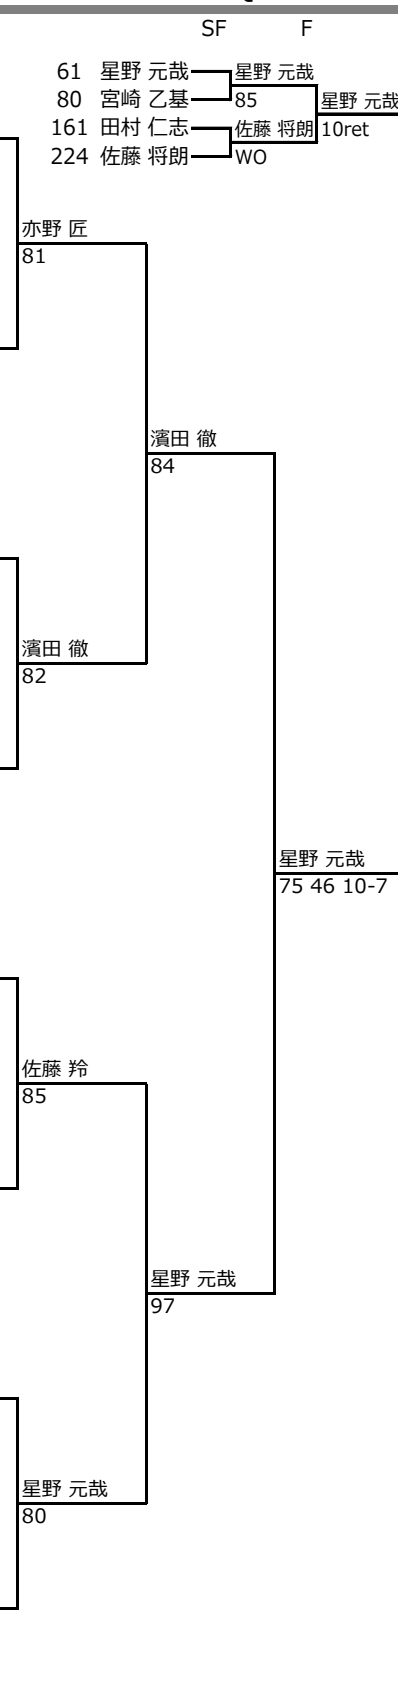 SF F
61 星野 元哉 星野 元哉
80 宮崎 乙基 85 星野 元哉
161 田村 仁志 佐藤 将朗 10ret
224 佐藤 将朗 WO
亦野 匠
81
濱田 徹
84
濱田 徹
82
星野 元哉
75 46 10-7
佐藤 羚
85
星野 元哉
97
星野 元哉
80